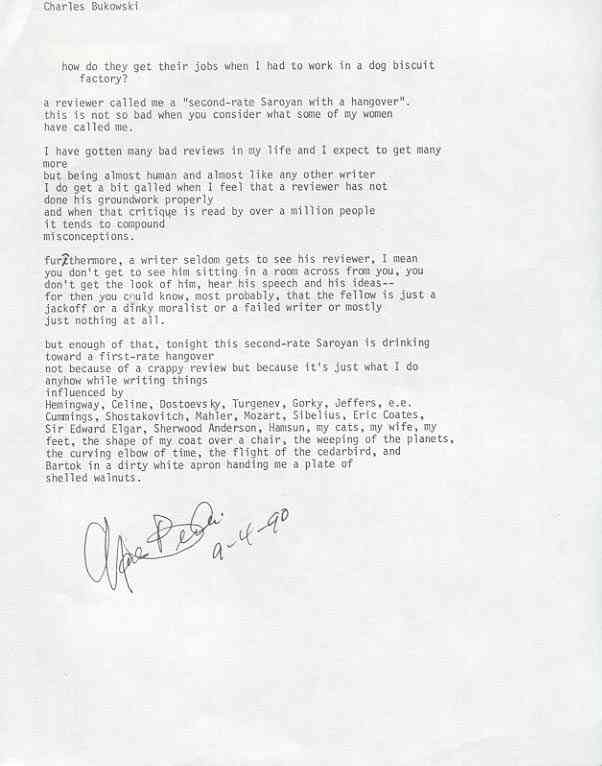 Charles Bukowski
how do they get their jobs when I had to work in a dog biscuit
factory?
a reviewer called me a "second-rate Saroyan with a hangover".
this is not so bad when you consider what some of my women
have called me.
I have gotten many bad reviews in my life and I expect to get many
more
but being almost human and almost like any other writer
I do get a bit galled when I feel that a reviewer has not
done his groundwork properly
and when that critique is read by over a million people
it tends to compound
misconceptions.
furthermore, a writer seldom gets to see his reviewer, I mean
you don't get to see him sitting in a room across from you, you
don't get the look of him, hear his speech and his ideas--
for then you could know, most probably, that the fellow is just a
jackoff or a dinky moralist or a failed writer or mostly
just nothing at all.
but enough of that, tonight this second-rate Saroyan is drinking
toward a first-rate hangover
not because of a crappy review but because it's just what I do
anyhow while writing things
influenced by
Hemingway, Celine, Dostoevsky, Turgenev, Gorky, Jeffers, e.e.
Cummings, Shostakovitch, Mahler, Mozart, Sibelius, Eric Coates,
Sir Edward Elgar, Sherwood Anderson, Hamsun, my cats, my wife, my
feet, the shape of my coat over a chair, the weeping of the planets,
the curving elbow of time, the flight of the cedarbird, and
Bartok in a dirty white apron handing me a plate of
shelled walnuts.
9-4-90